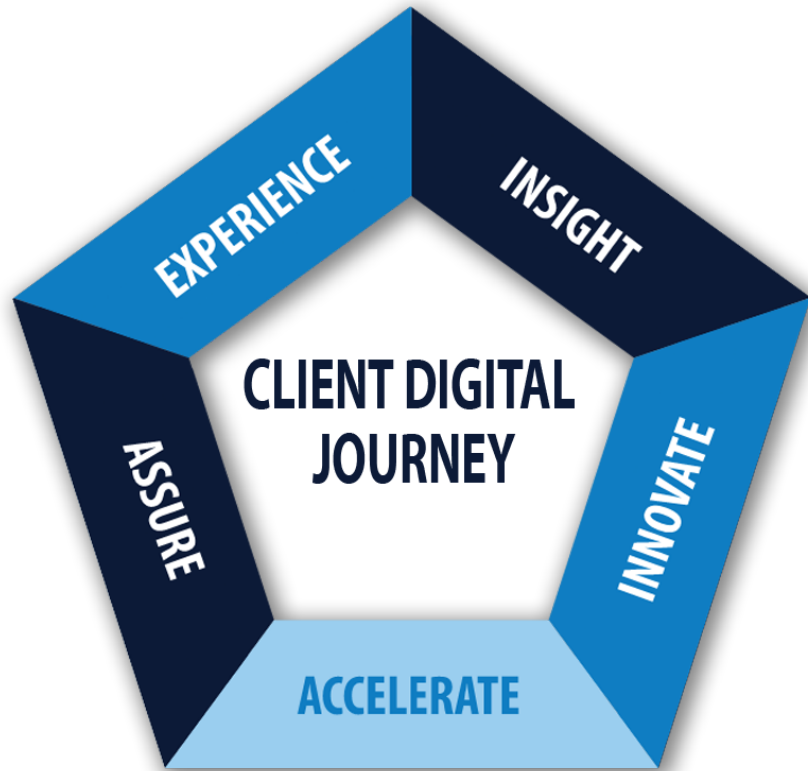 EXPERIENCE
INSIGHT
CLIENT DIGITAL
JOURNEY
ASSURE
INNOVATE
ACCELERATE